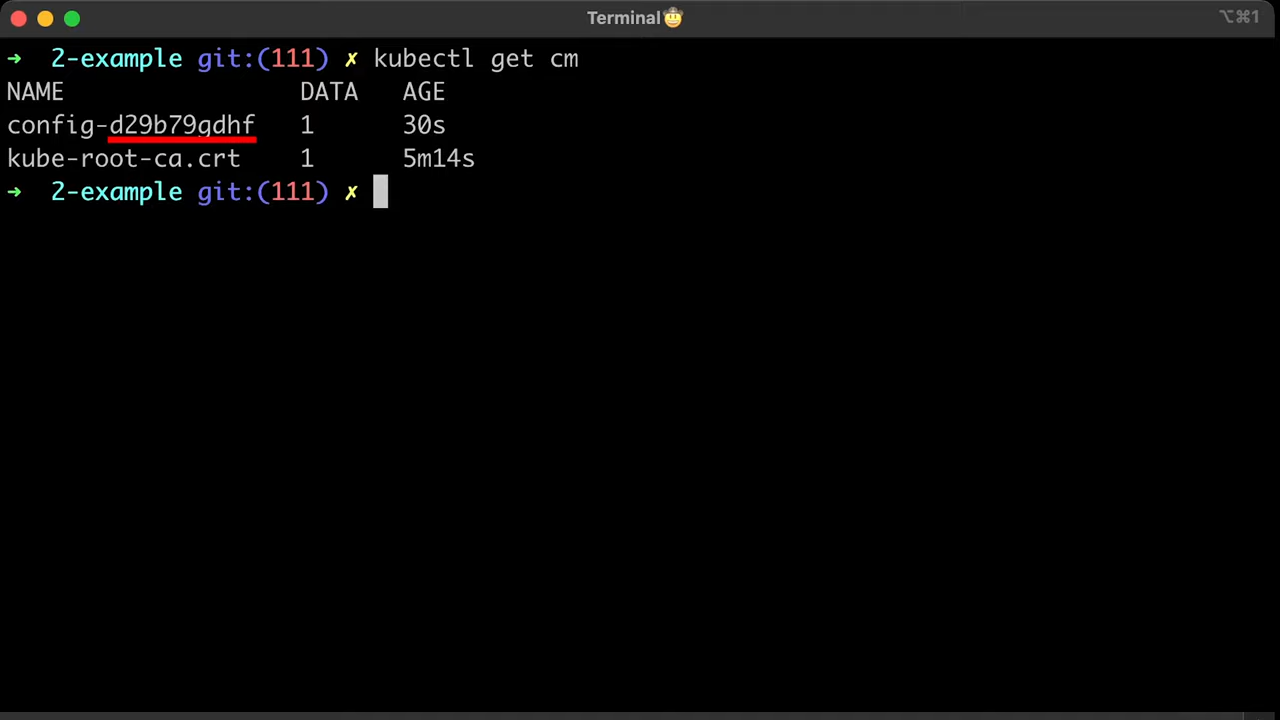 Terminal🤠
⌥⌘1
→ 2-example git:(111) ✗ kubectl get cm
NAME DATA AGE
config-d29b79gdhf 1 30s
kube-root-ca.crt 1 5m14s
→ 2-example git:(111) ✗